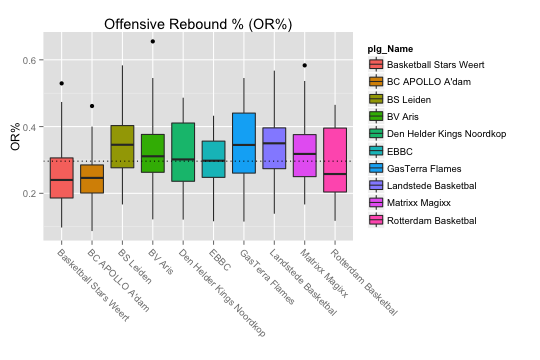 Offensive Rebound % (OR%)
OR%
0.6
0.4
0.2
Basketball Stars Weert
BC APOLLO A'dam
BS Leiden
BV Aris
Den Helder Kings Noordkop
EBBC
GasTerra Flames
Landstede Basketbal
Matrixx Magixx
Rotterdam Basketbal
plg_Name
Basketball Stars Weert
BC APOLLO A'dam
BS Leiden
BV Aris
Den Helder Kings Noordkop
EBBC
GasTerra Flames
Landstede Basketbal
Matrixx Magixx
Rotterdam Basketbal